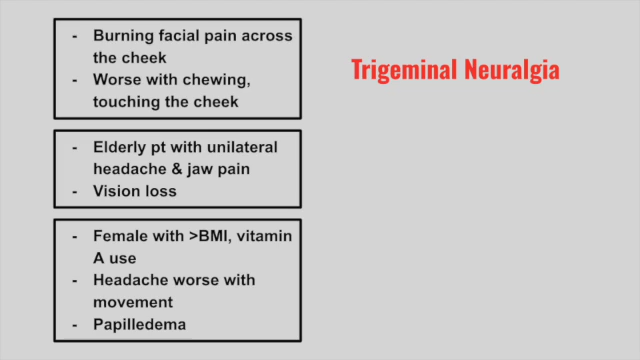 - Burning facial pain across
the cheek
- Worse with chewing,
touching the cheek
Trigeminal Neuralgia
- Elderly pt with unilateral
headache & jaw pain
- Vision loss
- Female with >BMI, vitamin
A use
- Headache worse with
movement
- Papilledema